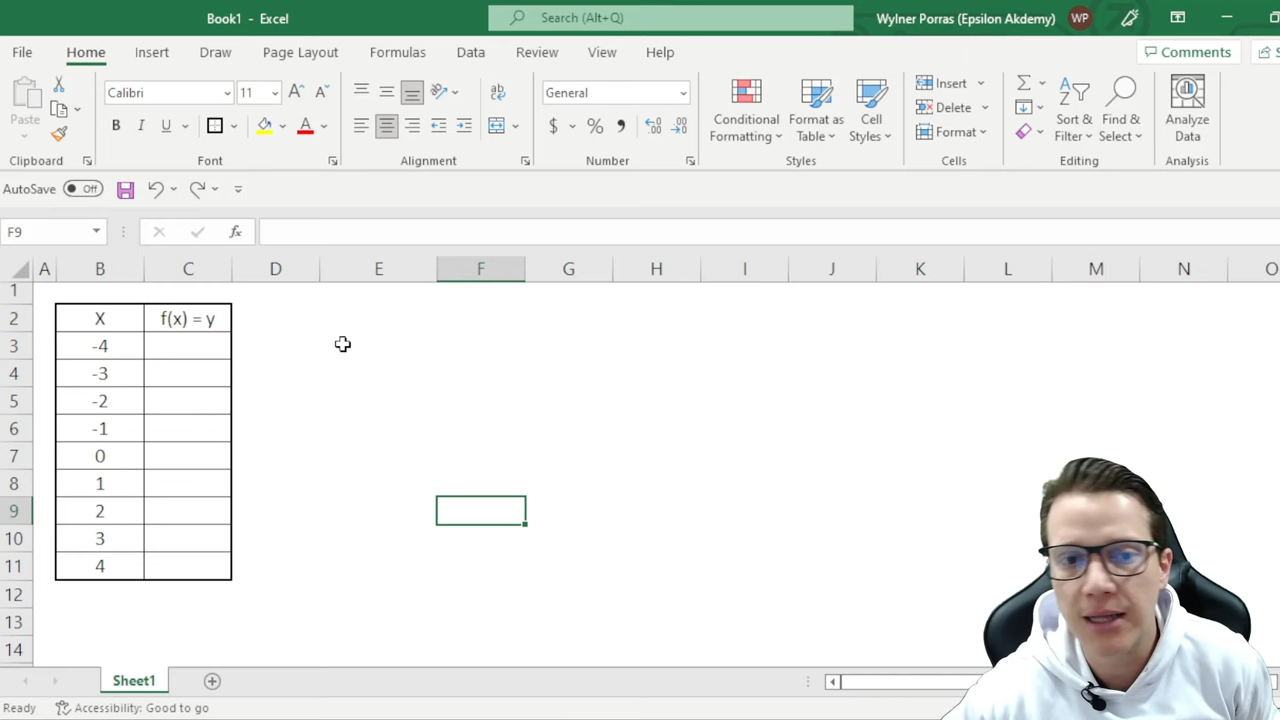 Book1 - Excel
Search (Alt+Q)
Wylner Porras (Epsilon Akdemy)
WP
File
Home
Insert
Draw
Page Layout
Formulas
Data
Review
View
Help
Comments
S
Paste
Clipboard
Calibri
11
B
I
U
A
Font
ab
Alignment
General
$
%
Number
Conditional Formatting
Format as Table
Cell Styles
Styles
Insert
Delete
Format
Cells
Sort & Filter
Find & Select
Editing
Analyze Data
Analysis
AutoSave
Off
F9
fx
A B C D E F G H I J K L M N O
1
2 X f(x) = y
3 -4
4 -3
5 -2
6 -1
7 0
8 1
9 2
10 3
11 4
12
13
14
Sheet1
Ready
Accessibility: Good to go